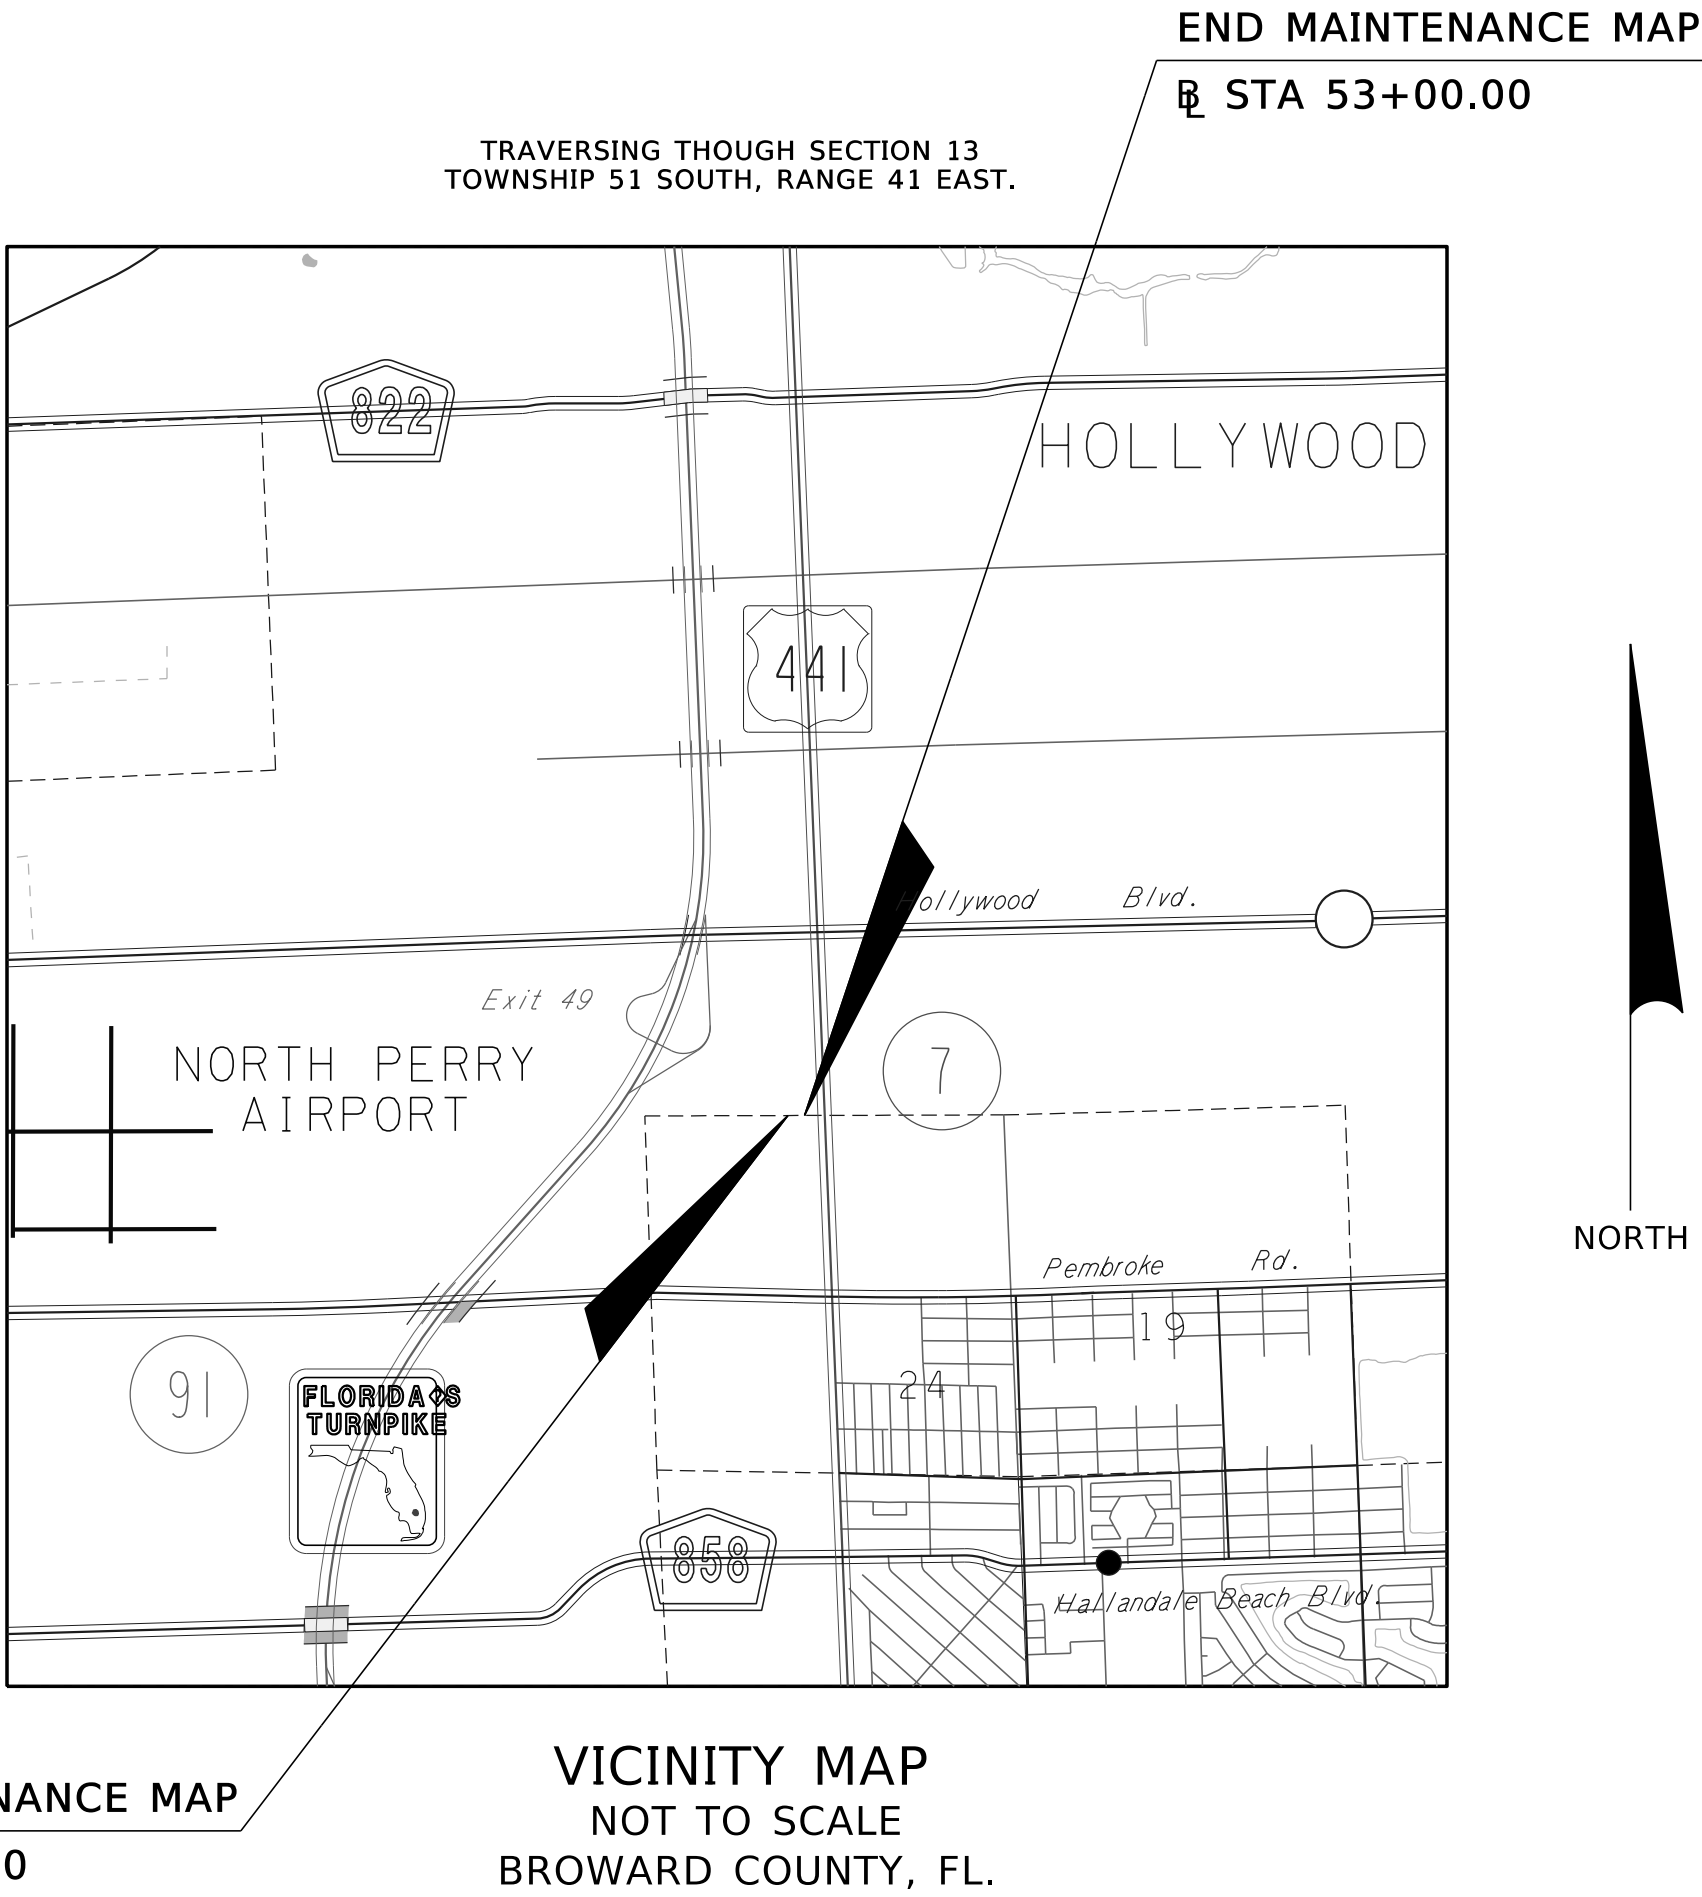 END MAINTENANCE MAP
BL STA 53+00.00
TRAVERSING THOUGH SECTION 13
TOWNSHIP 51 SOUTH, RANGE 41 EAST.
822
HOLLYWOOD
441
Hollywood Blvd.
Exit 49
NORTH PERRY
AIRPORT
7
NORTH
Pembroke Rd.
19
24
91
FLORIDA◆S
TURNPIKE
858
Hallandale Beach Blvd.
NANCE MAP
0
VICINITY MAP
NOT TO SCALE
BROWARD COUNTY, FL.